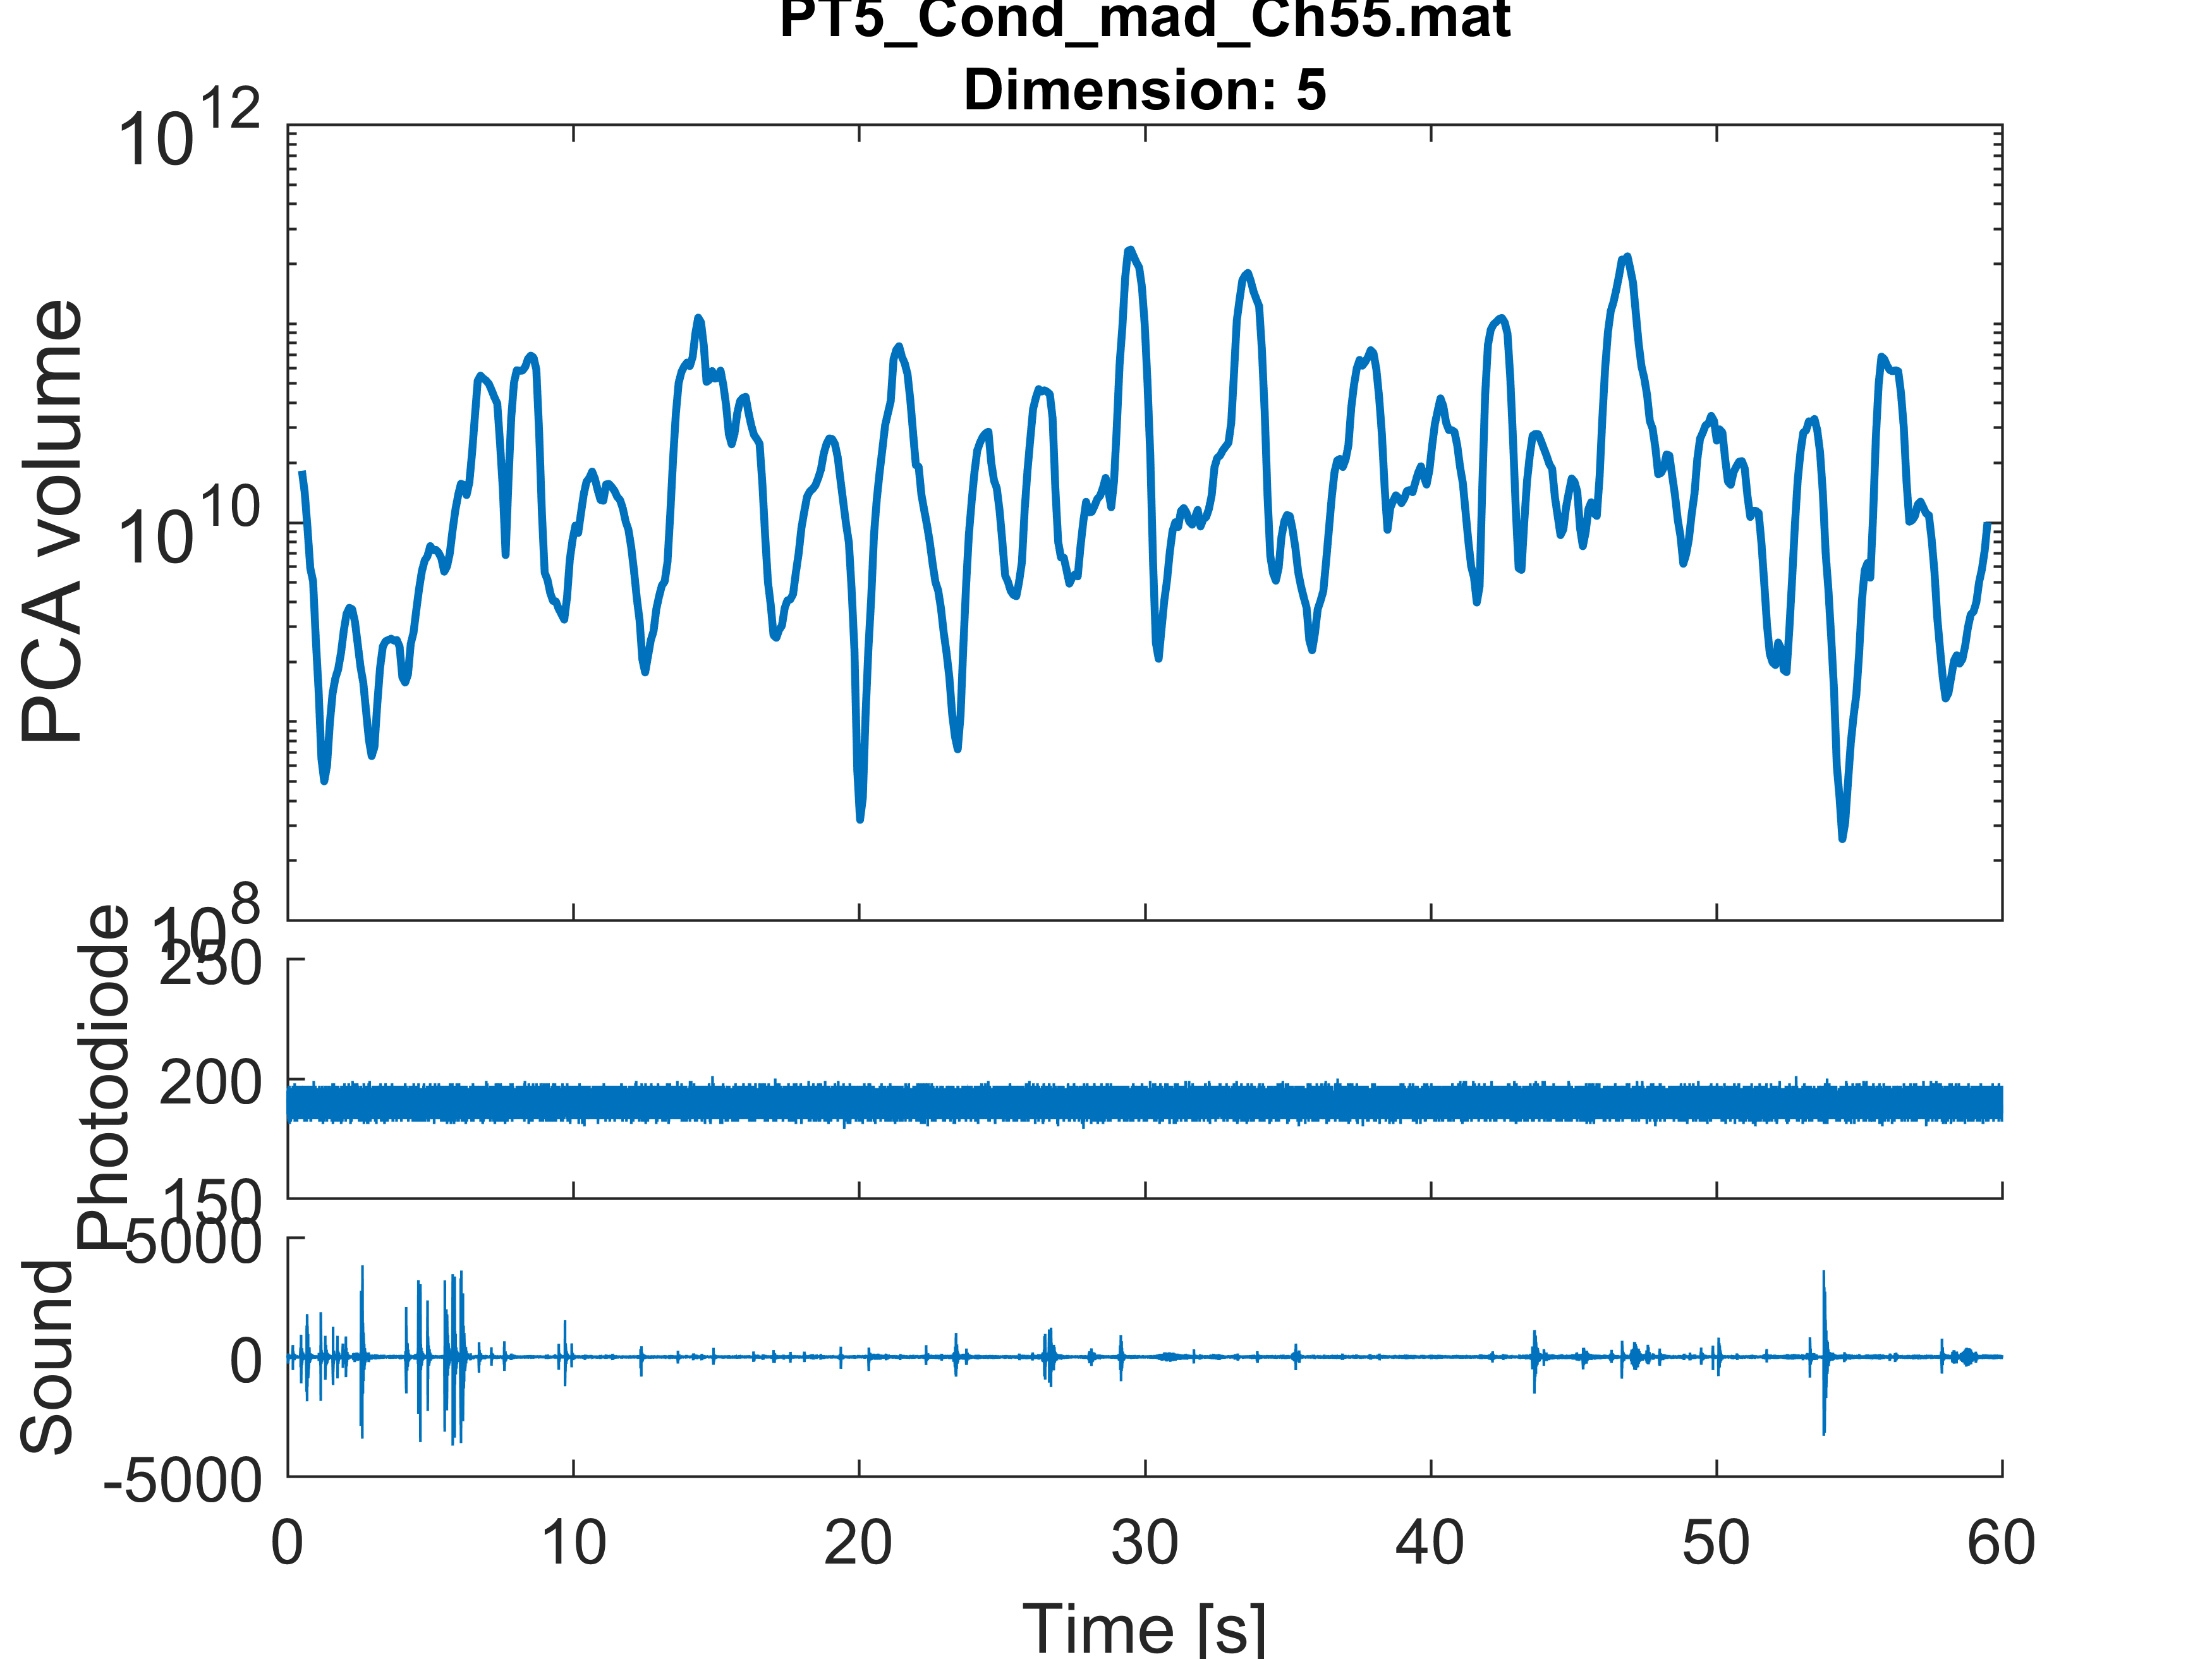 PT5_Cond_mad_Ch55.mat
Dimension: 5
10^12
10^10
10^8
PCA volume
250
200
150
Photodiode
5000
0
-5000
Sound
0 10 20 30 40 50 60
Time [s]